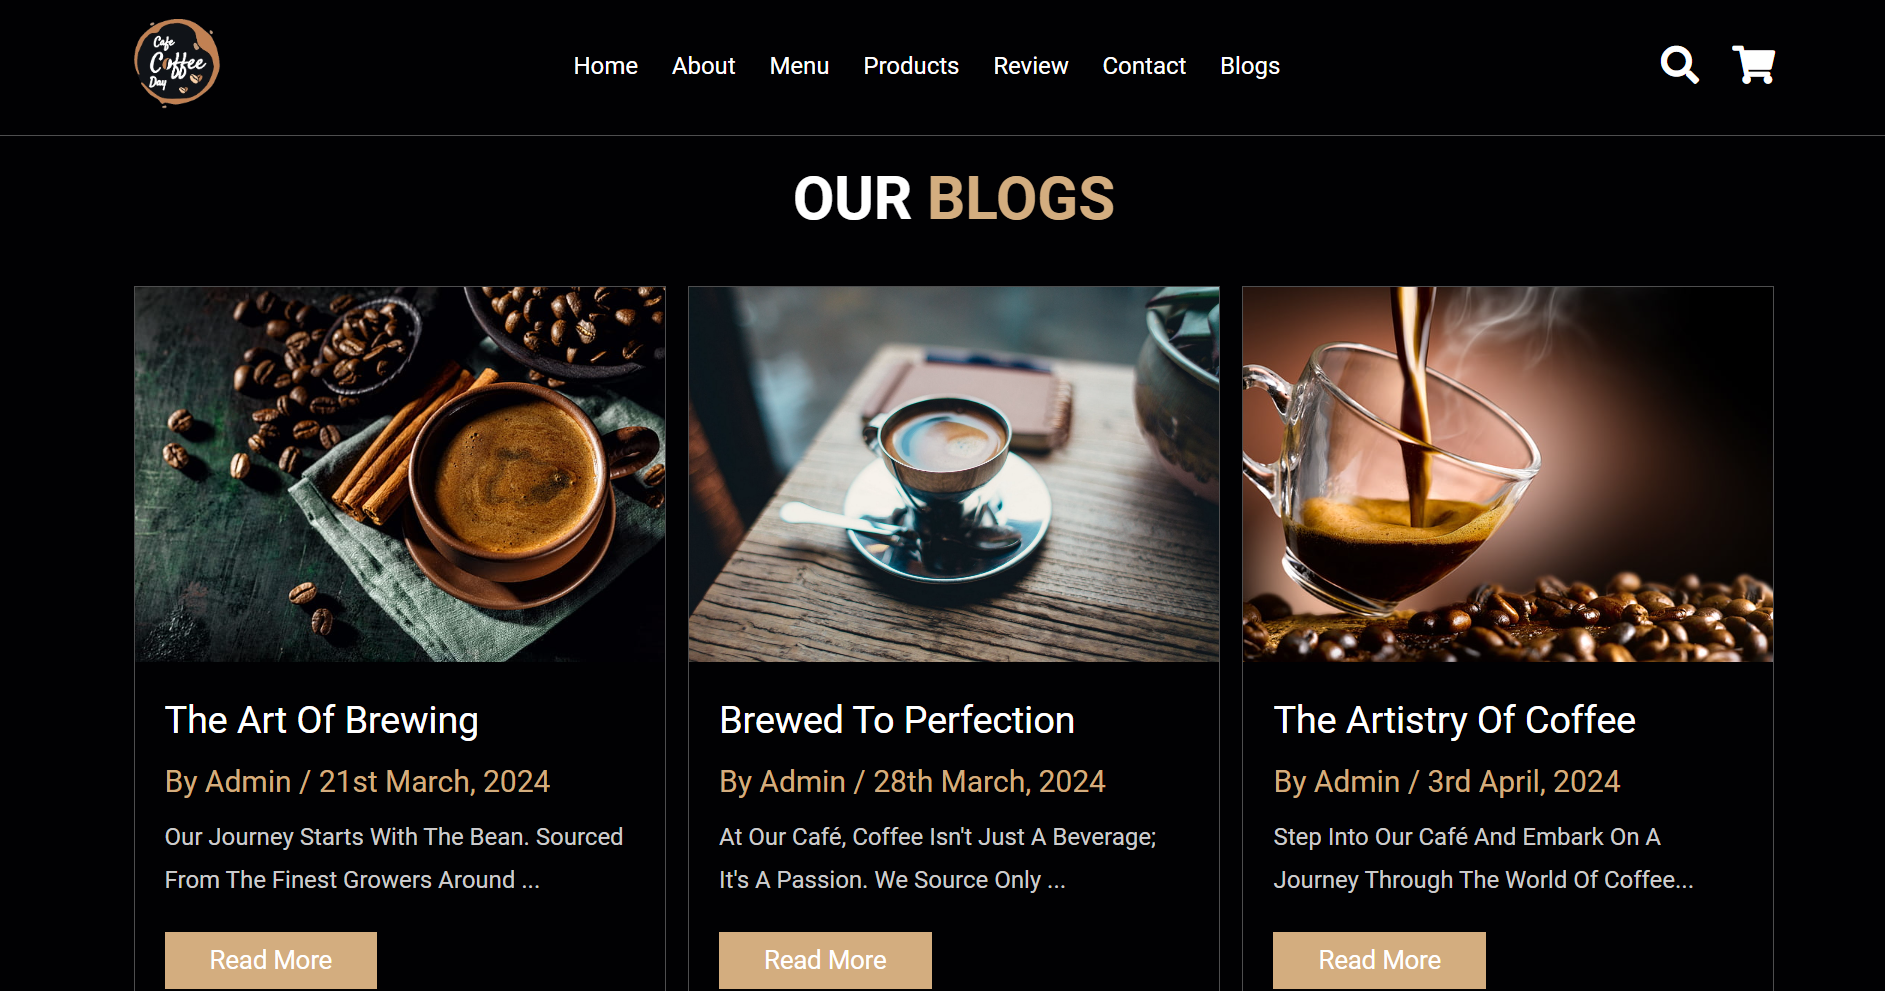 Cafe
Coffee
Day
Home About Menu Products Review Contact Blogs
OUR BLOGS
The Art Of Brewing
By Admin / 21st March, 2024
Our Journey Starts With The Bean. Sourced
From The Finest Growers Around ...
Read More
Brewed To Perfection
By Admin / 28th March, 2024
At Our Café, Coffee Isn't Just A Beverage;
It's A Passion. We Source Only ...
Read More
The Artistry Of Coffee
By Admin / 3rd April, 2024
Step Into Our Café And Embark On A
Journey Through The World Of Coffee...
Read More